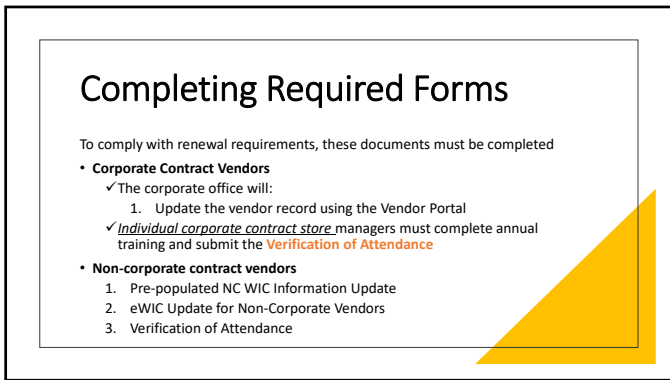 Completing Required Forms
To comply with renewal requirements, these documents must be completed
• Corporate Contract Vendors
✓The corporate office will:
1. Update the vendor record using the Vendor Portal
✓Individual corporate contract store managers must complete annual
training and submit the Verification of Attendance
• Non-corporate contract vendors
1. Pre-populated NC WIC Information Update
2. eWIC Update for Non-Corporate Vendors
3. Verification of Attendance